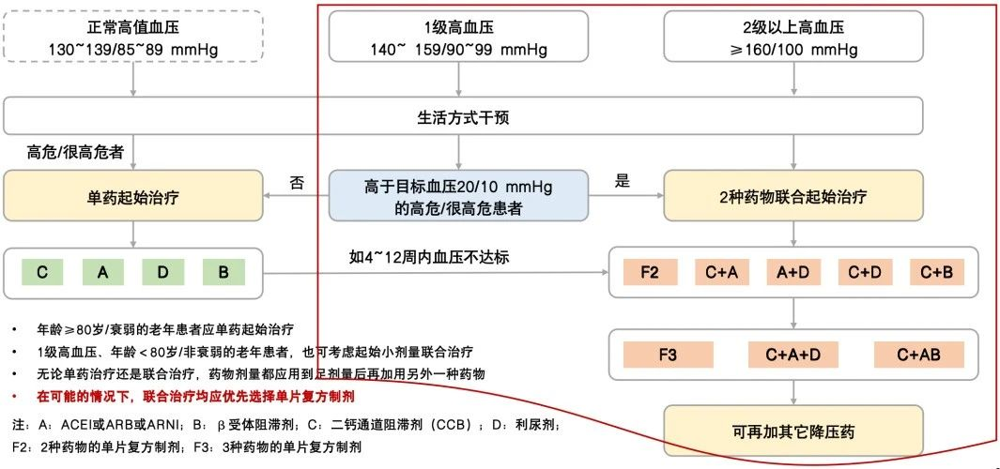 正常高值血压
130~139/85~89 mmHg
1级高血压
140~ 159/90~99 mmHg
2级以上高血压
≥160/100 mmHg
生活方式干预
高危/很高危者
单药起始治疗
否
高于目标血压20/10 mmHg
的高危/很高危患者
是
2种药物联合起始治疗
C
A
D
B
如4~12周内血压不达标
F2
C+A
A+D
C+D
C+B
F3
C+A+D
C+AB
可再加其它降压药
• 年龄≥80岁/衰弱的老年患者应单药起始治疗
• 1级高血压、年龄<80岁/非衰弱的老年患者，也可考虑起始小剂量联合治疗
• 无论单药治疗还是联合治疗，药物剂量都应用到足剂量后再加用另外一种药物
• 在可能的情况下，联合治疗均应优先选择单片复方制剂
注：A：ACEI或ARB或ARNI；B：β受体阻滞剂；C：二钙通道阻滞剂（CCB）；D：利尿剂；
F2：2种药物的单片复方制剂；F3：3种药物的单片复方制剂